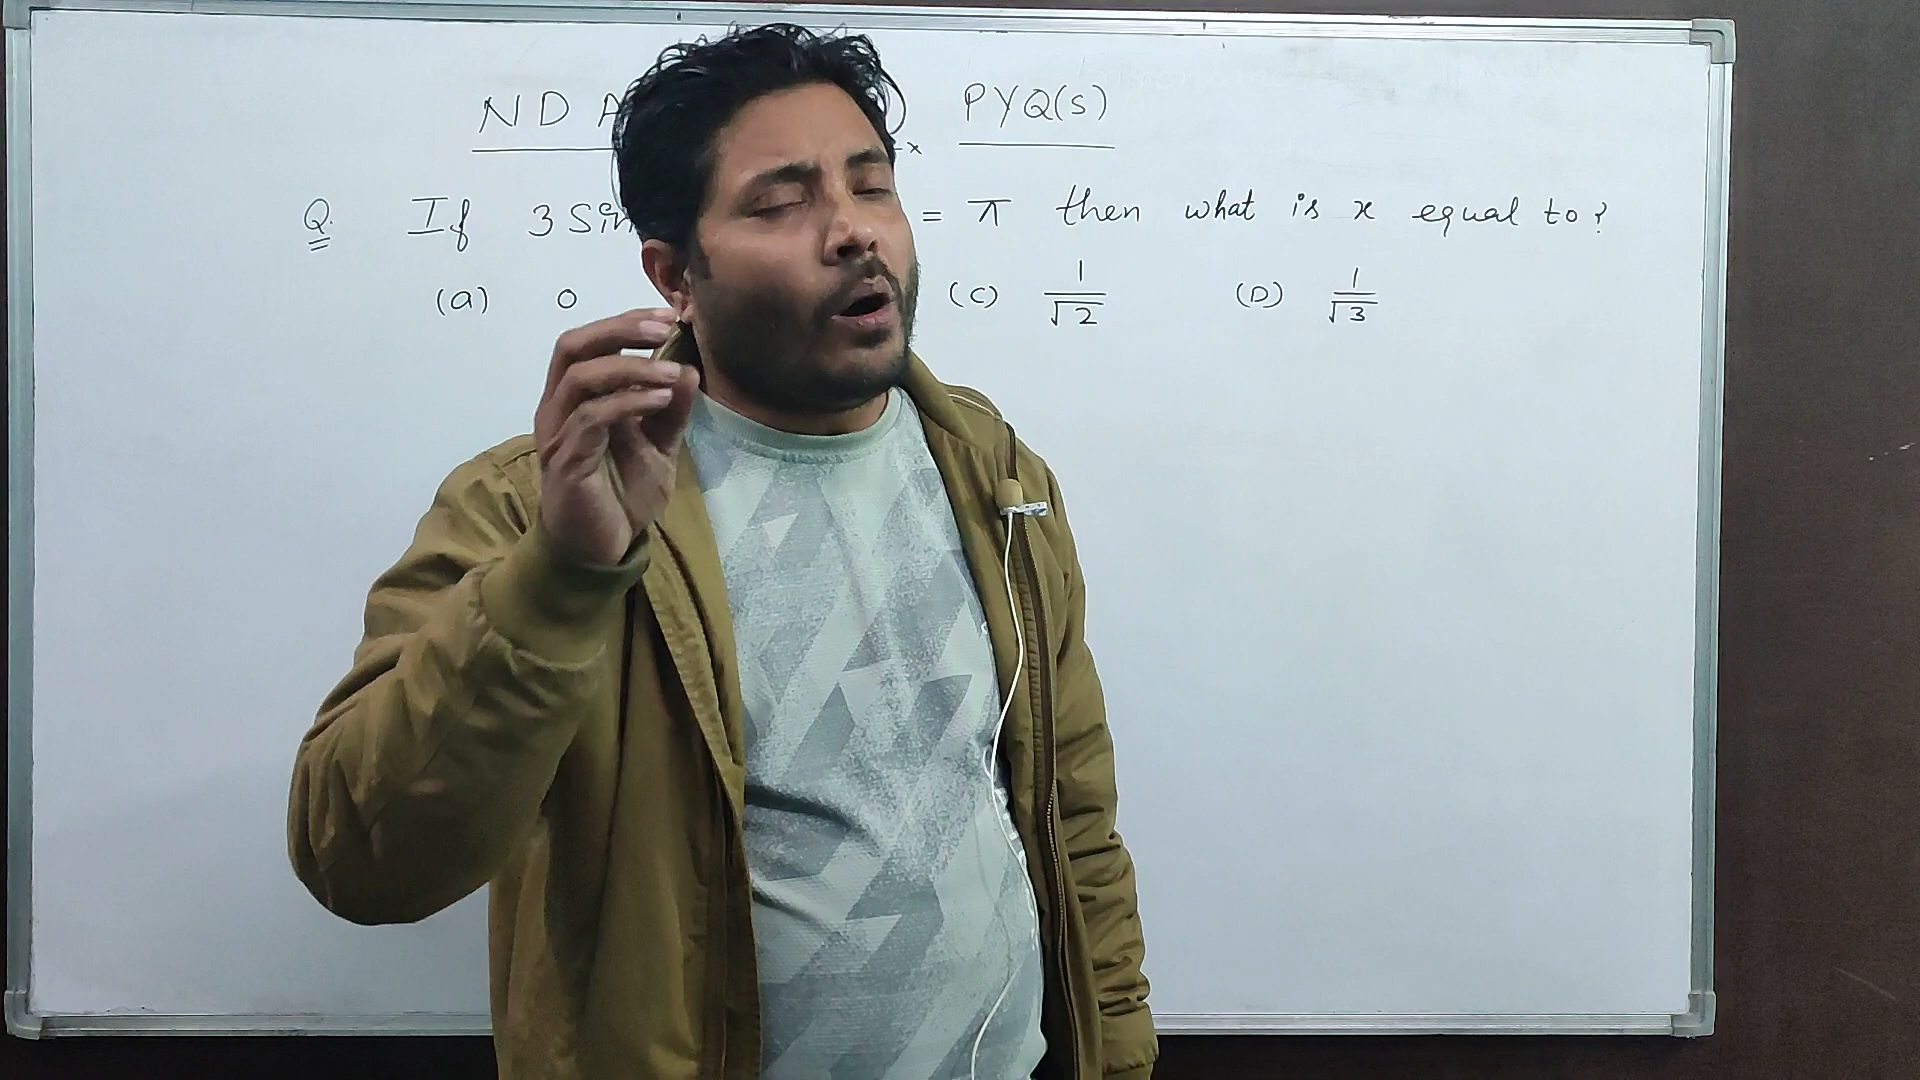 NDA ) PYQ(S)
Q. If 3 Sin = π then what is x equal to ?
(a) 0 (C) 1/√2 (D) 1/√3